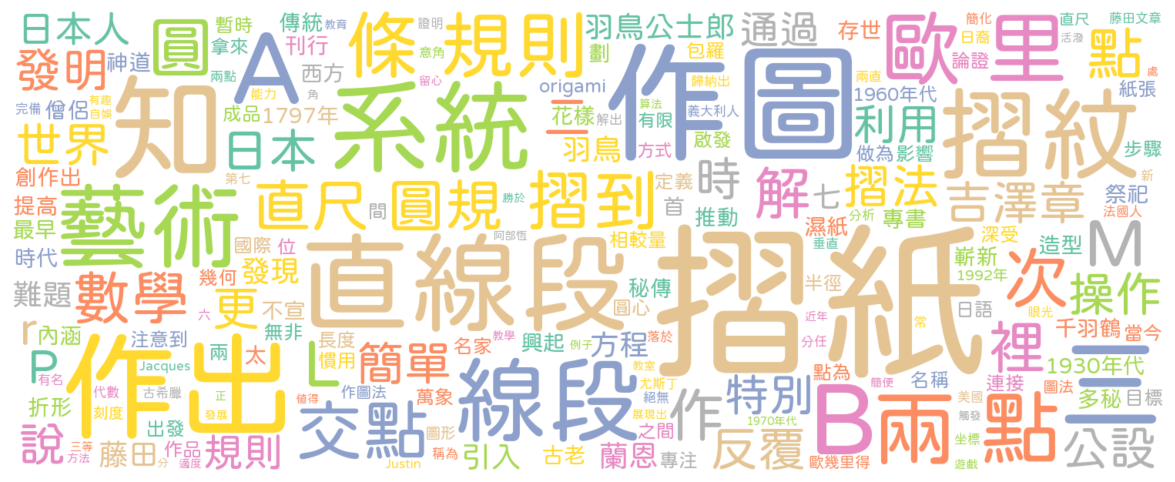 日本人
傳統
教育
證明
條規則
羽鳥公士郎
通過
存世
簡化
直尺
藤田文章
暫時
意角
日裔
活潑
圓
A
刊行
劃
包羅
歐里
點
論證
處
發明
神道
拿來
兩點
留心
西方
系統
作圖
歸納出
兩直
紙張
知
origami
1960年代
完備
僧侶
有趣
自娛
能力
角
成品
1797年
花樣
一
算法
解出
有限
義大利人
利用
摺紋
世界
日本
羽鳥
方式
啟發
做為
影響
步驟
新
創作出
第七
勝於
定義
時
解
摺法
祭祀
提高
藝術
直尺
圓規
摺到
間
首
七
吉澤章
法國人
最早
推動
濕紙
分析
專書
時代
國際
位
阿部恆
相較量
垂直
深受
造型
M
直線段
摺紙
嶄新
1992年
數學
幾何
發現
秘傳
半徑
次
操作
難題
更
不宣
圓心
日語
r
六
內涵
注意到
無非
長度
教學
近年
常
眼光
千羽鶴
當今
P
作出
兩
太
慣用
L
簡單
名家
興起
例子
方程
落於
分任
裡
三
1930年代
Jacques
萬象
線段
教室
點為
簡便
有名
代數
古希臘
正
作圖法
尤斯丁
特別
名稱
連接
圖法
多秘
目標
折形
刻度
發展
值得
稱為
絕無
展現出
美國
觸發
說
出發
交點
圖形
之間
作
1970年代
B
兩
點
坐標
三等
方法
作品
適度
規則
藤田
分
Justin
引入
古老
蘭恩
專注
反覆
歐幾里得
遊戲
公設